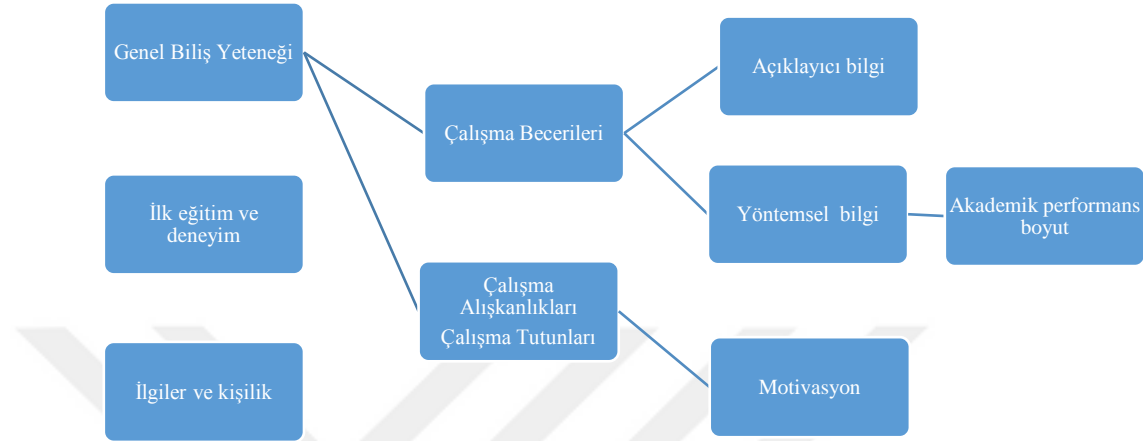 Genel Biliş Yeteneği
İlk eğitim ve
deneyim
İlgiler ve kişilik
Çalışma Becerileri
Çalışma
Alışkanlıkları
Çalışma Tutunları
Açıklayıcı bilgi
Yöntemsel bilgi
Motivasyon
Akademik performans
boyut